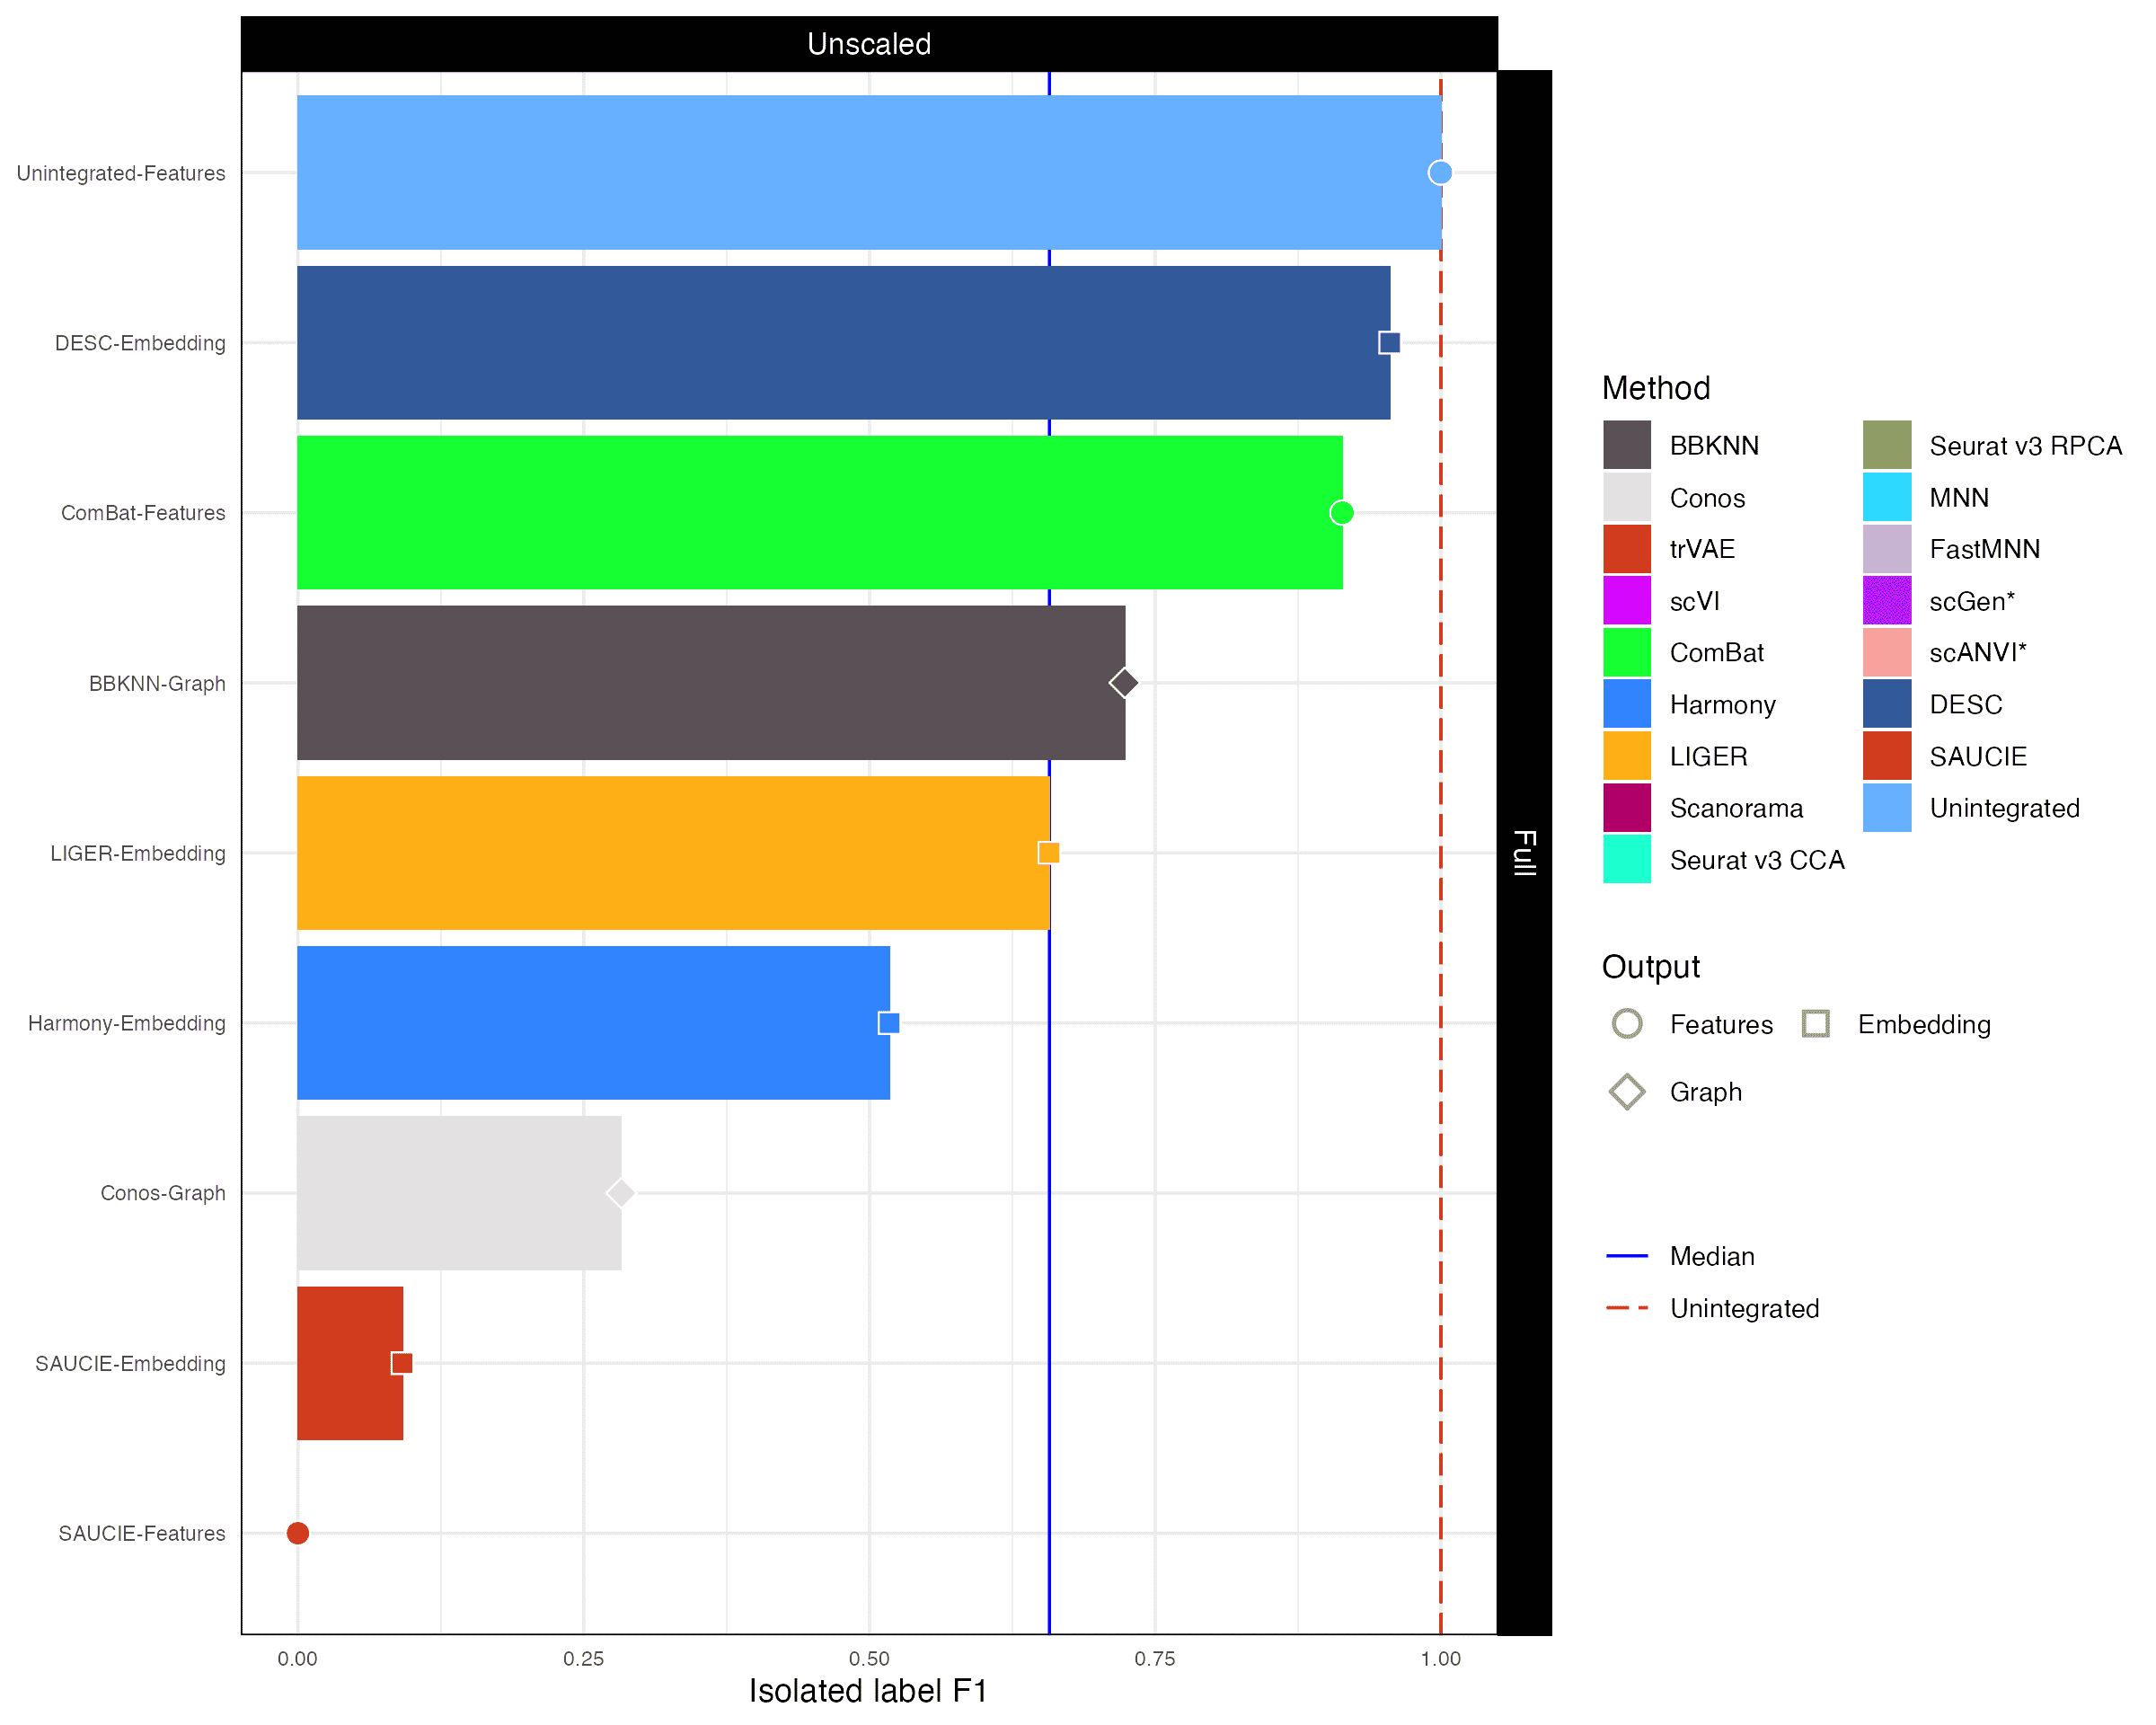 Unscaled
Full
Unintegrated-Features
DESC-Embedding
ComBat-Features
BBKNN-Graph
LIGER-Embedding
Harmony-Embedding
Conos-Graph
SAUCIE-Embedding
SAUCIE-Features
0.00 0.25 0.50 0.75 1.00
Isolated label F1
Method
BBKNN Seurat v3 RPCA
Conos MNN
trVAE FastMNN
scVI scGen*
ComBat scANVI*
Harmony DESC
LIGER SAUCIE
Scanorama Unintegrated
Seurat v3 CCA
Output
Features Embedding
Graph
Median
Unintegrated